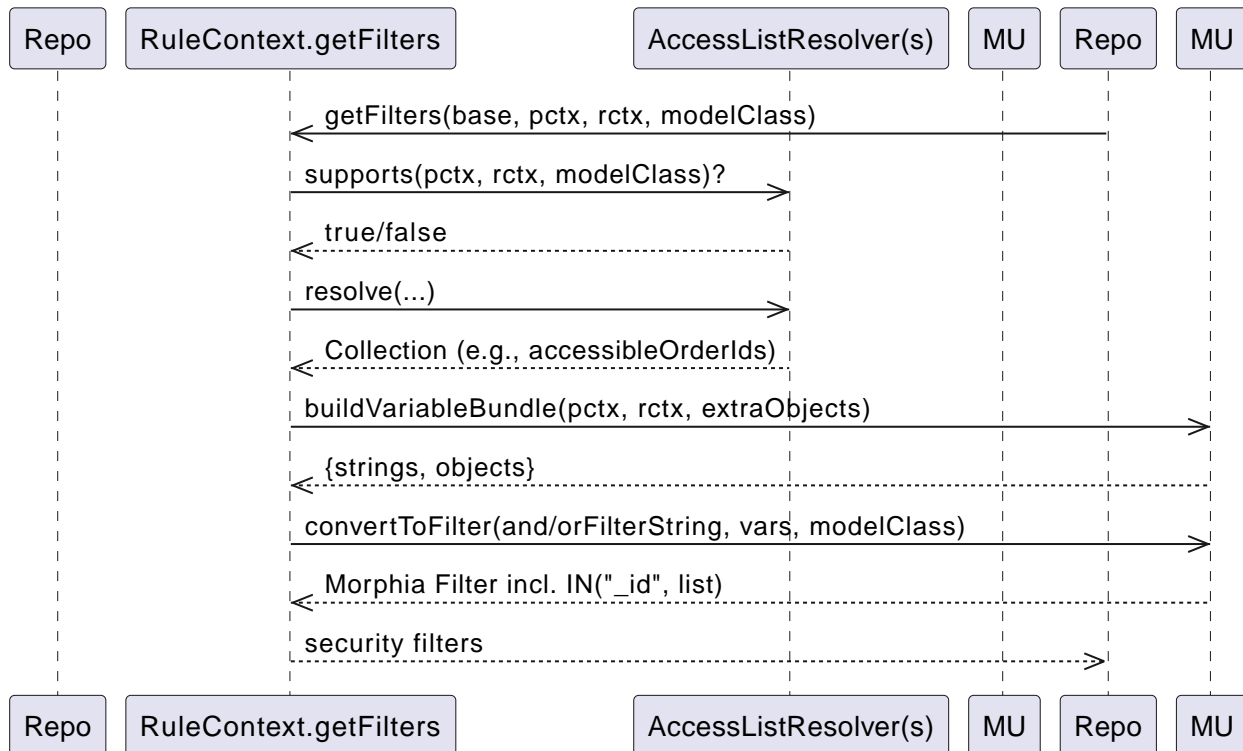 Repo
RuleContext.getFilters
AccessListResolver(s)
MU
Repo
MU
getFilters(base, pctx, rctx, modelClass)
supports(pctx, rctx, modelClass)?
true/false
resolve(...)
Collection (e.g., accessibleOrderIds)
buildVariableBundle(pctx, rctx, extraObjects)
{strings, objects}
convertToFilter(and/orFilterString, vars, modelClass)
Morphia Filter incl. IN("_id", list)
security filters
Repo
RuleContext.getFilters
AccessListResolver(s)
MU
Repo
MU